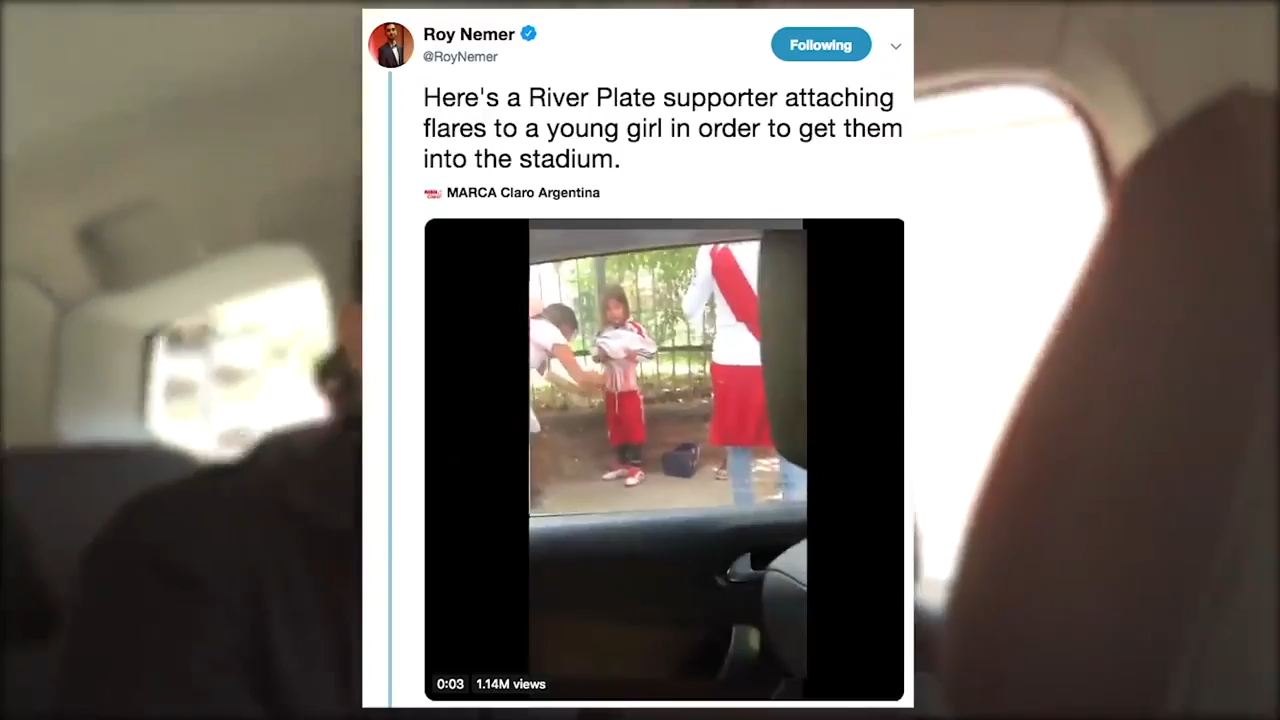 Roy Nemer
@RoyNemer
Following
Here's a River Plate supporter attaching
flares to a young girl in order to get them
into the stadium.
MARCA Claro Argentina
0:03 1.14M views